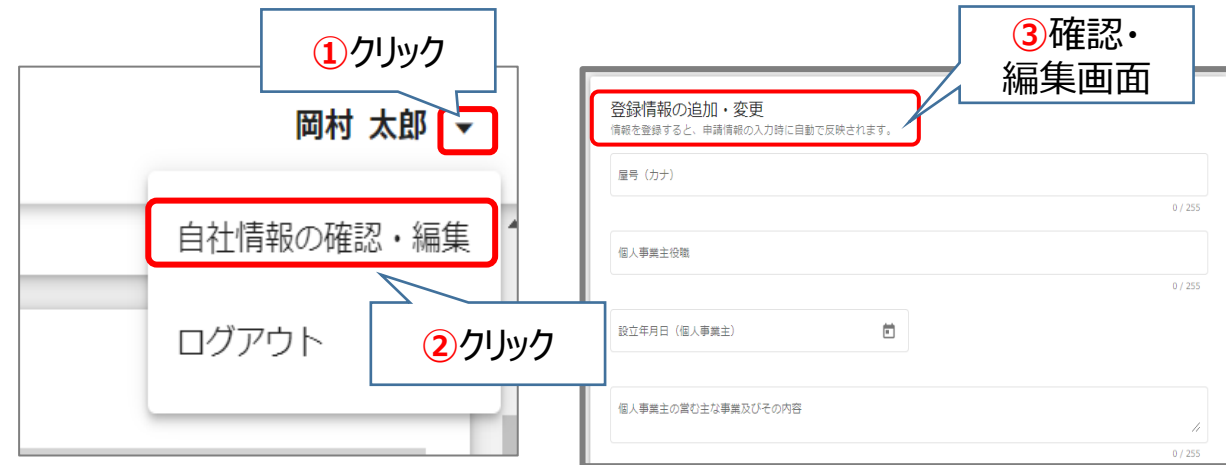 ①クリック
岡村 太郎
自社情報の確認・編集
ログアウト
②クリック
③確認・
編集画面
登録情報の追加・変更
情報を登録すると、申請情報の入力時に自動で反映されます。
屋号（カナ）
0 / 255
個人事業主役職
0 / 255
設立年月日（個人事業主）
個人事業主の営む主な事業及びその内容
0 / 255